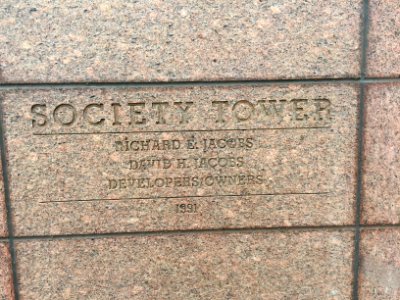 SOCIETY TOWER
RICHARD E. JACOBS
DAVID H. JACOBS
DEVELOPERS/OWNERS
1991